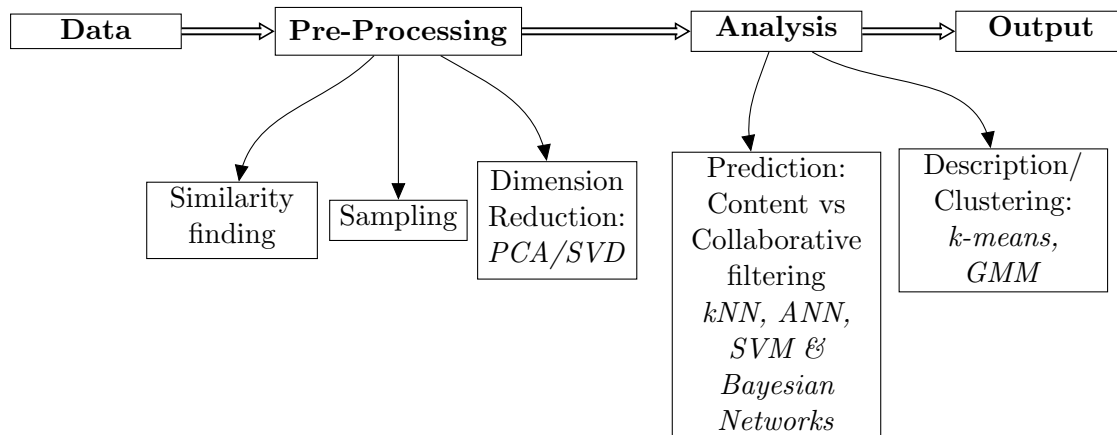 Data
Pre-Processing
Analysis
Output
Similarity
finding
Sampling
Dimension
Reduction:
PCA/SVD
Prediction:
Content vs
Collaborative
filtering
kNN, ANN,
SVM &
Bayesian
Networks
Description/
Clustering:
k-means,
GMM